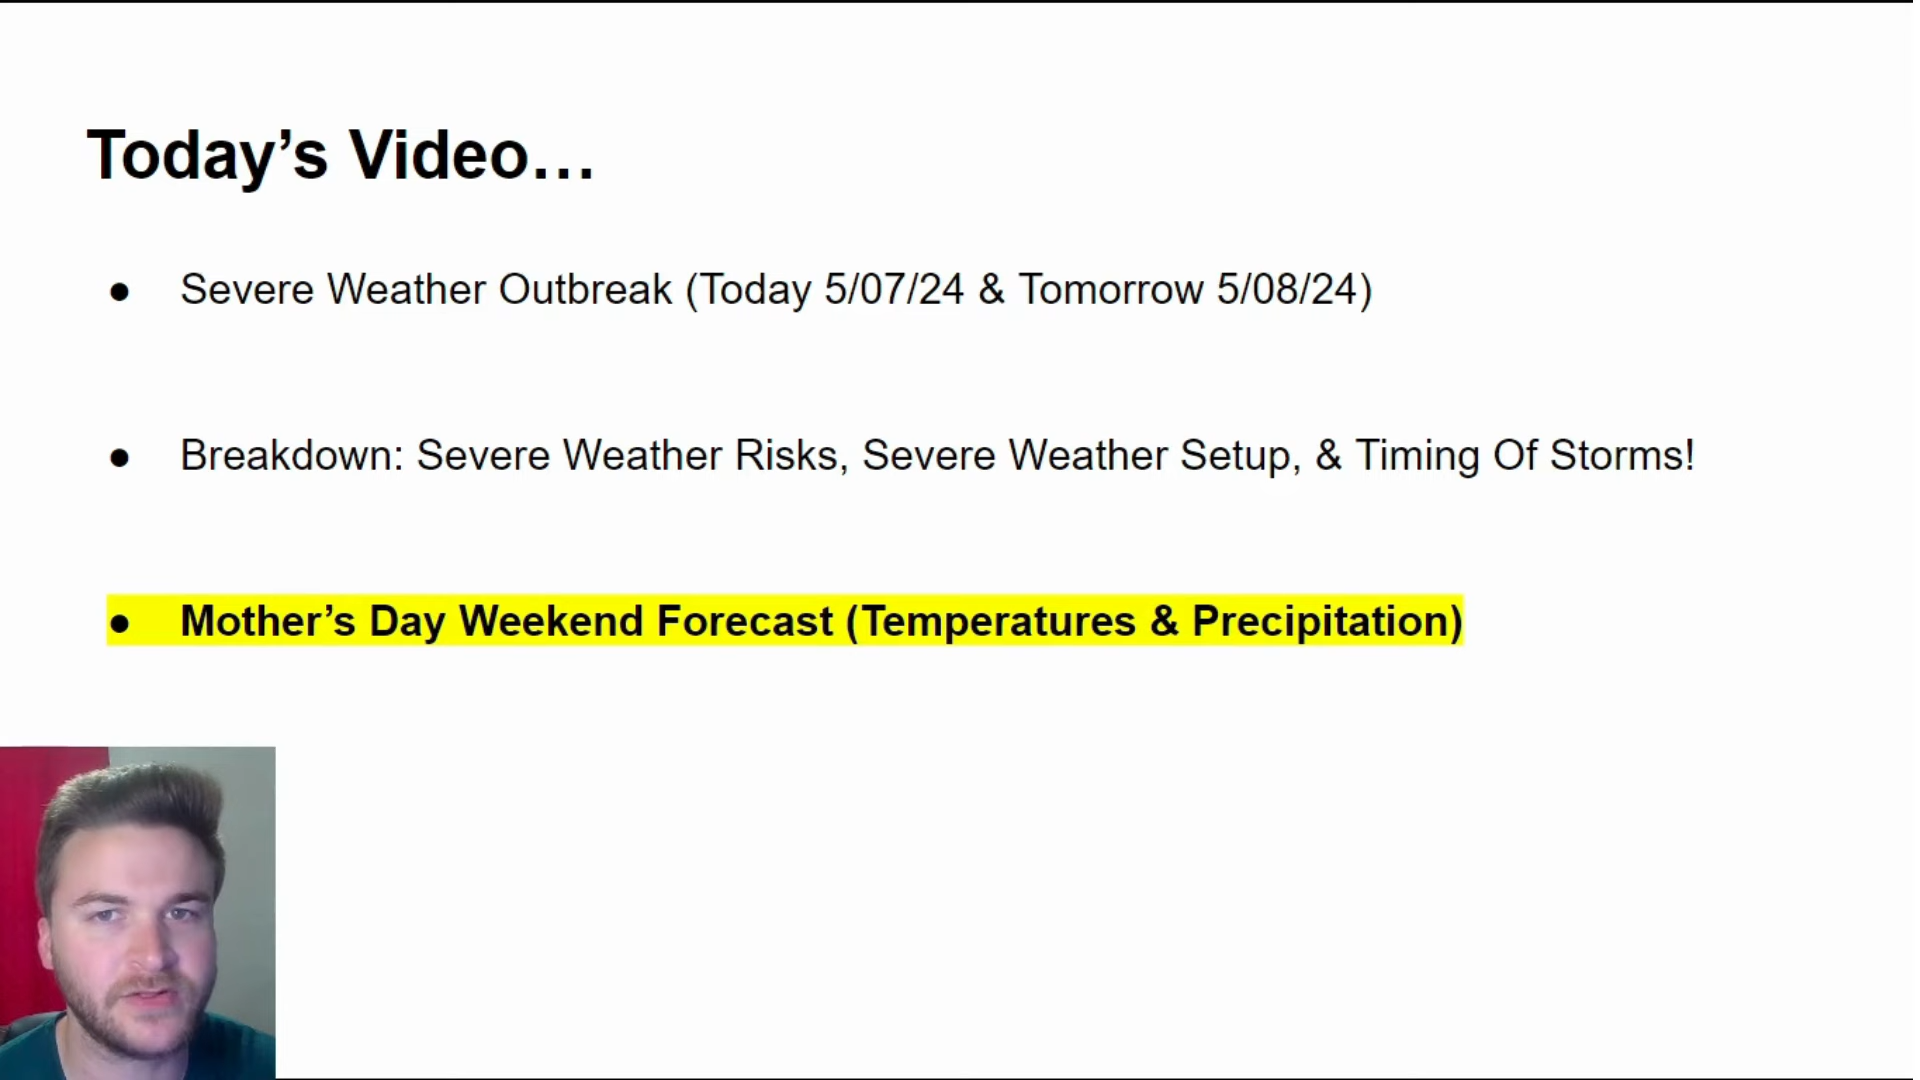 Today’s Video…
● Severe Weather Outbreak (Today 5/07/24 & Tomorrow 5/08/24)
● Breakdown: Severe Weather Risks, Severe Weather Setup, & Timing Of Storms!
● Mother’s Day Weekend Forecast (Temperatures & Precipitation)